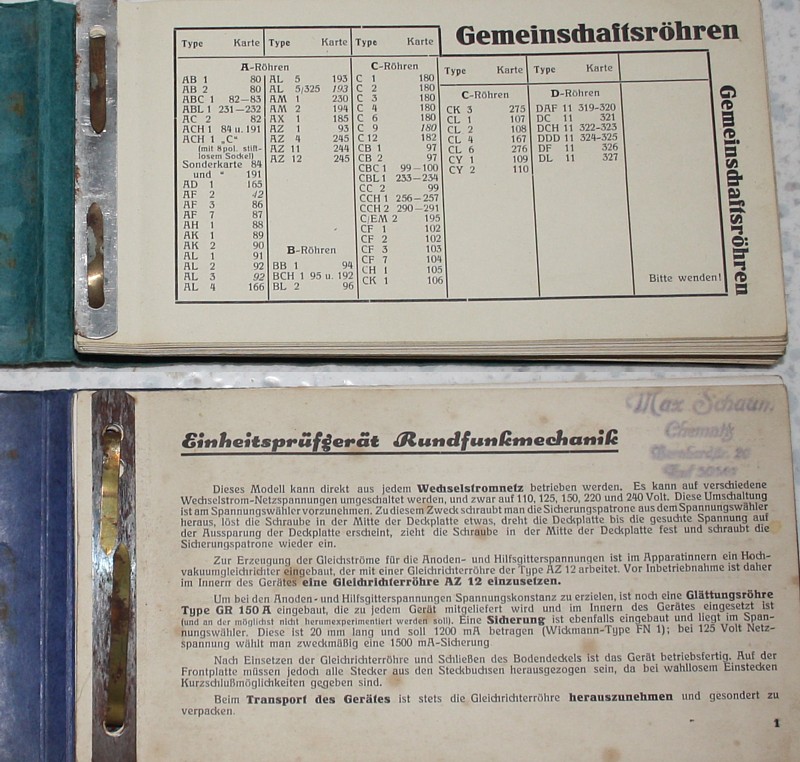 Gemeinschaftsröhren
Type Karte
A-Röhren
AB 1 80
AB 2 80
ABC 1 82—83
ABL 1 231—232
AC 2 82
ACH 1 84 u. 191
ACH 1 „C“
(mit 8 pol. stift-
losem Sockel)
Sonderkarte 84
und " 191
AD 1 165
AF 2 42
AF 3 86
AF 7 87
AH 1 88
AK 1 89
AK 2 90
AL 1 91
AL 2 92
AL 3 92
AL 4 166
Type Karte
AL 5 193
AL 5/325 193
AM 1 230
AM 2 194
AX 1 185
AZ 1 93
AZ 4 245
AZ 11 244
AZ 12 245
B-Röhren
BB 1 94
BCH 1 95 u. 192
BL 2 96
Type Karte
C-Röhren
C 1 180
C 2 180
C 3 180
C 4 180
C 6 180
C 9 180
C 12 182
CB 1 97
CB 2 97
CBC 1 99—100
CBL 1 233—234
CC 2 99
CCH 1 256—257
CCH 2 290—291
C/EM 2 195
CF 1 102
CF 2 102
CF 3 103
CF 7 104
CH 1 105
CK 1 106
Type Karte
C-Röhren
CK 3 275
CL 1 107
CL 2 108
CL 4 167
CL 6 276
CY 1 109
CY 2 110
Type Karte
D-Röhren
DAF 11 319-320
DC 11 321
DCH 11 322-323
DDD 11 324-325
DF 11 326
DL 11 327
Bitte wenden!
Gemeinschaftsröhren
Max Schaun,
Chemnitz
Einheitsprüfgerät Rundfunkmechanik
Dieses Modell kann direkt aus jedem Wechselstromnetz betrieben werden. Es kann auf verschiedene
Wechselstrom-Netzspannungen umgeschaltet werden, und zwar auf 110, 125, 150, 220 und 240 Volt. Diese Umschaltung
ist am Spannungswähler vorzunehmen. Zu diesem Zweck schraubt man die Sicherungspatrone aus dem Spannungswähler
heraus, löst die Schraube in der Mitte der Deckplatte etwas, dreht die Deckplatte bis die gesuchte Spannung auf
der Aussparung der Deckplatte erscheint, zieht die Schraube in der Mitte der Deckplatte fest und schraubt die
Sicherungspatrone wieder ein.
Zur Erzeugung der Gleichströme für die Anoden- und Hilfsgitterspannungen ist im Apparatinnern ein Hoch-
vakuumgleichrichter eingebaut, der mit einer Gleichrichterröhre der Type AZ 12 arbeitet. Vor Inbetriebnahme ist daher
im Innern des Gerätes eine Gleichrichterröhre AZ 12 einzusetzen.
Um bei den Anoden- und Hilfsgitterspannungen Spannungskonstanz zu erzielen, ist noch eine Glättungsröhre
Type GR 150 A eingebaut, die zu jedem Gerät mitgeliefert wird und im Innern des Gerätes eingesetzt ist
(und an der möglichst nicht herumexperimentiert werden soll). Eine Sicherung ist ebenfalls eingebaut und liegt im Span-
nungswähler. Diese ist 20 mm lang und soll 1200 mA betragen (Wickmann-Type FN 1); bei 125 Volt Netz-
spannung wählt man zweckmäßig eine 1500 mA-Sicherung
Nach Einsetzen der Gleichrichterröhre und Schließen des Bodendeckels ist das Gerät betriebsfertig. Auf der
Frontplatte müssen jedoch alle Stecker aus den Steckbuchsen herausgezogen sein, da bei wahllosem Einstecken
Kurzschlußmöglichkeiten gegeben sind.
Beim Transport des Gerätes ist stets die Gleichrichterröhre herauszunehmen und gesondert zu
verpacken.
1